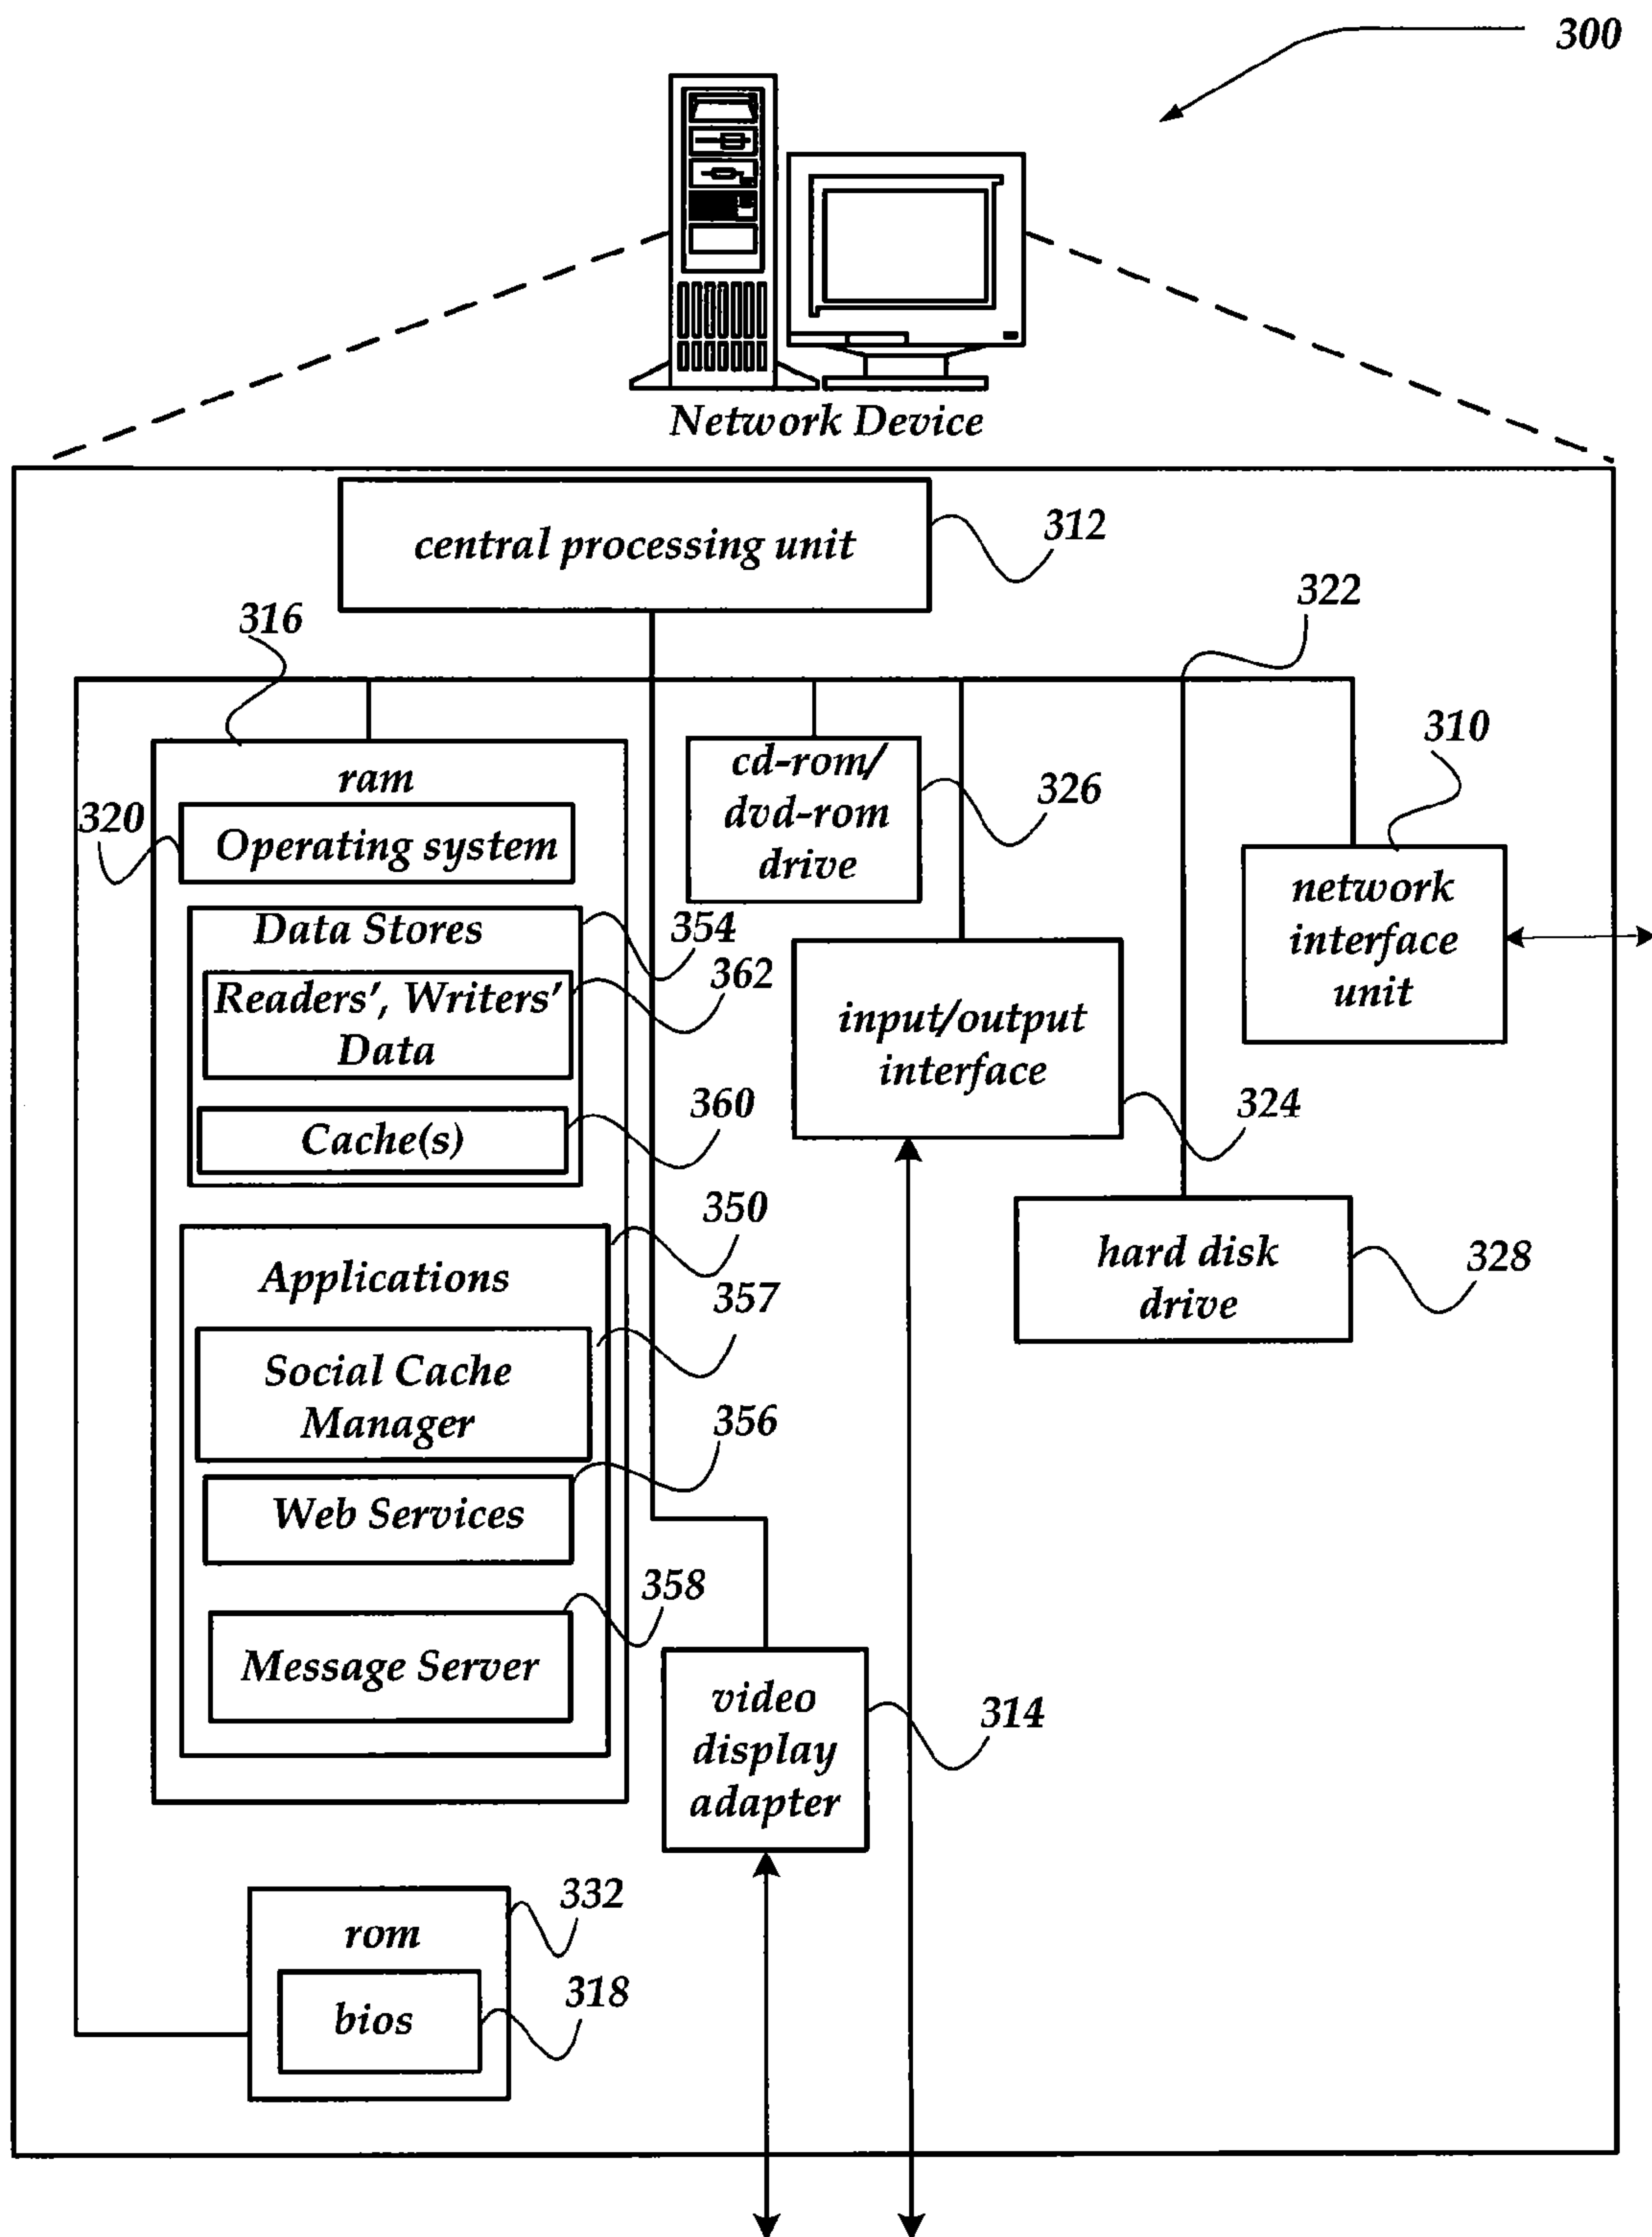 300
Network Device
central processing unit
312
322
316
310
ram
cd-rom/
dvd-rom
drive
326
320
Operating system
network
interface
unit
Data Stores
354
362
Readers', Writers'
Data
input/output
interface
360
324
Cache(s)
350
Applications
hard disk
drive
328
357
Social Cache
Manager
356
Web Services
358
Message Server
video
display
adapter
314
332
rom
318
bios